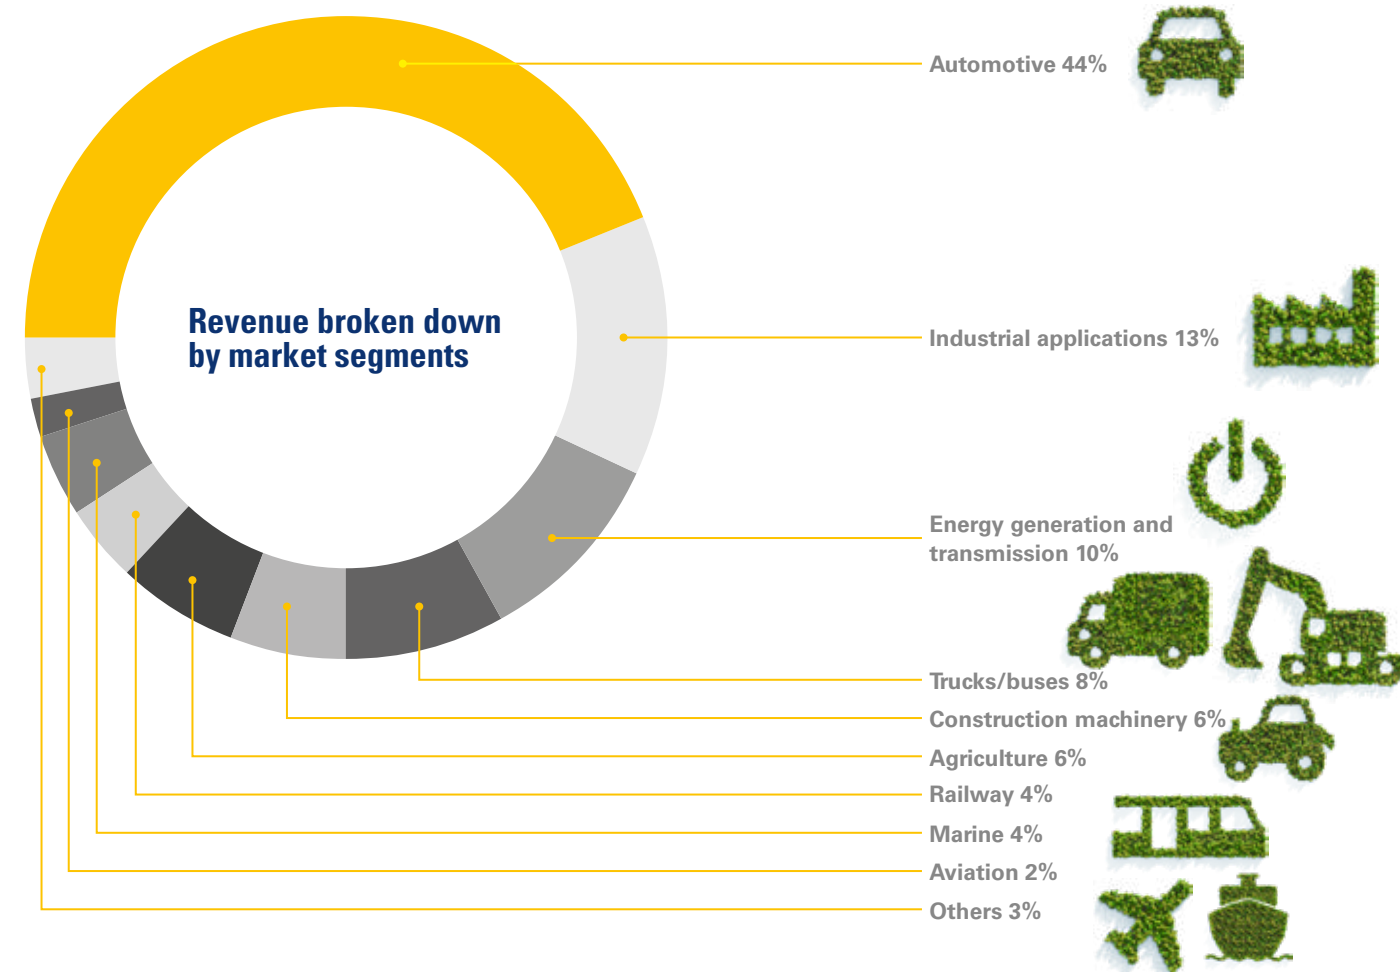 Revenue broken down
by market segments
Automotive 44%
Industrial applications 13%
Energy generation and
transmission 10%
Trucks/buses 8%
Construction machinery 6%
Agriculture 6%
Railway 4%
Marine 4%
Aviation 2%
Others 3%